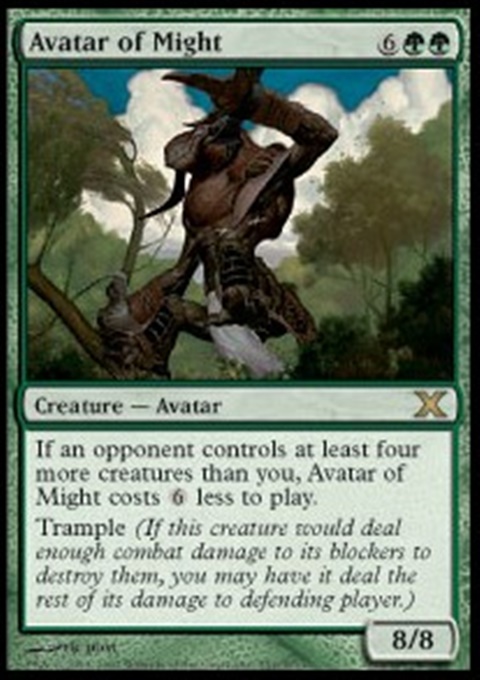 Avatar of Might 6
Creature — Avatar X
If an opponent controls at least four
more creatures than you, Avatar of
Might costs 6 less to play.
Trample (If this creature would deal
enough combat damage to its blockers to
destroy them, you may have it deal the
rest of its damage to defending player.)
8/8